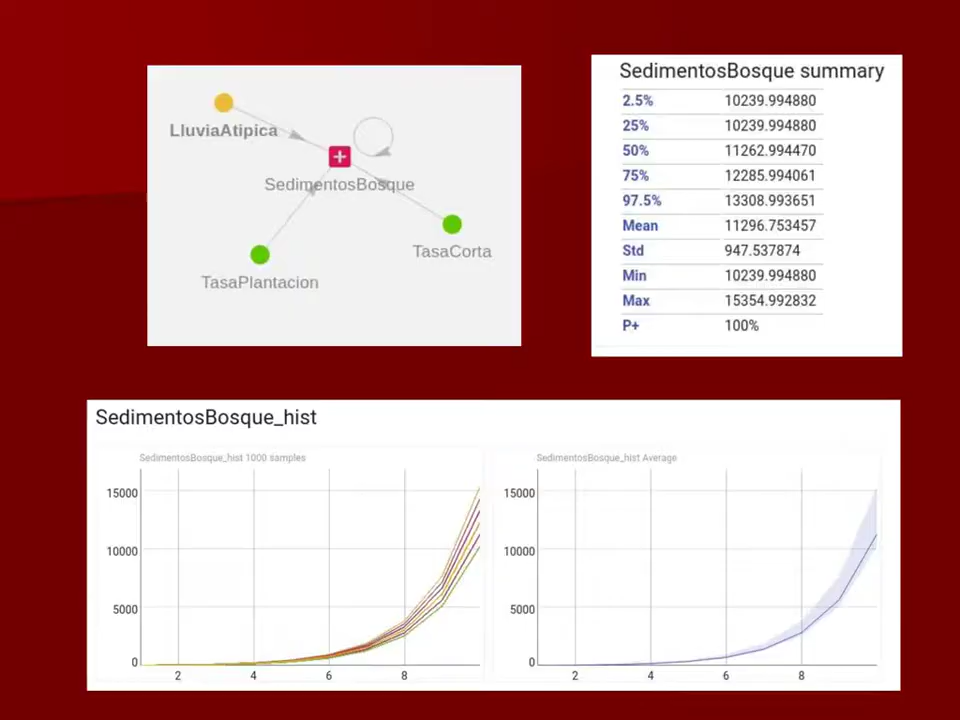 LluviaAtipica
SedimentosBosque
TasaCorta
TasaPlantacion
SedimentosBosque summary
2.5% 10239.994880
25% 10239.994880
50% 11262.994470
75% 12285.994061
97.5% 13308.993651
Mean 11296.753457
Std 947.537874
Min 10239.994880
Max 15354.992832
P+ 100%
SedimentosBosque_hist
SedimentosBosque_hist 1000 samples
15000
10000
5000
0
2 4 6 8
SedimentosBosque_hist Average
15000
10000
5000
0
2 4 6 8